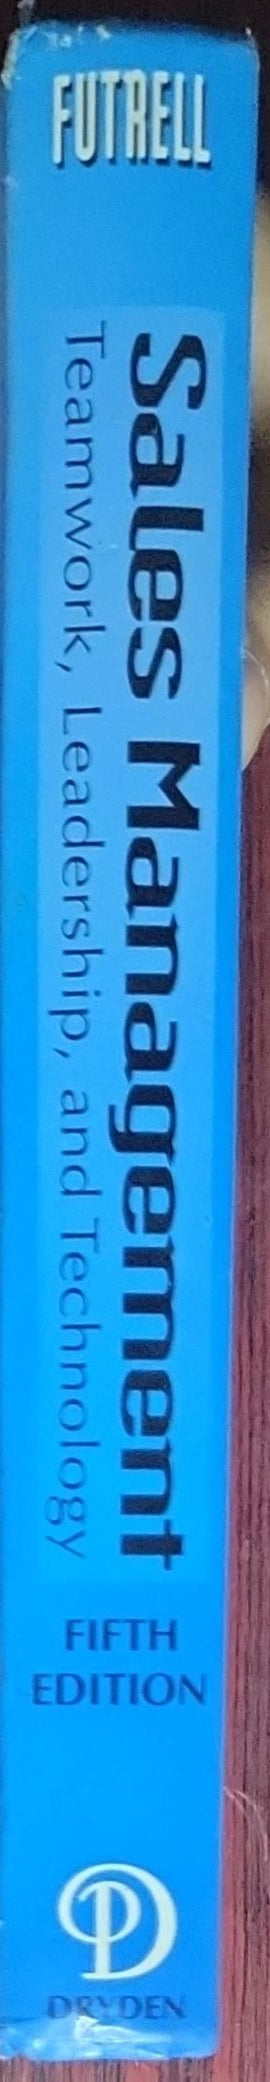 FUTRELL
Sales Management
Teamwork, Leadership, and Technology
FIFTH
EDITION
D
DRYDEN